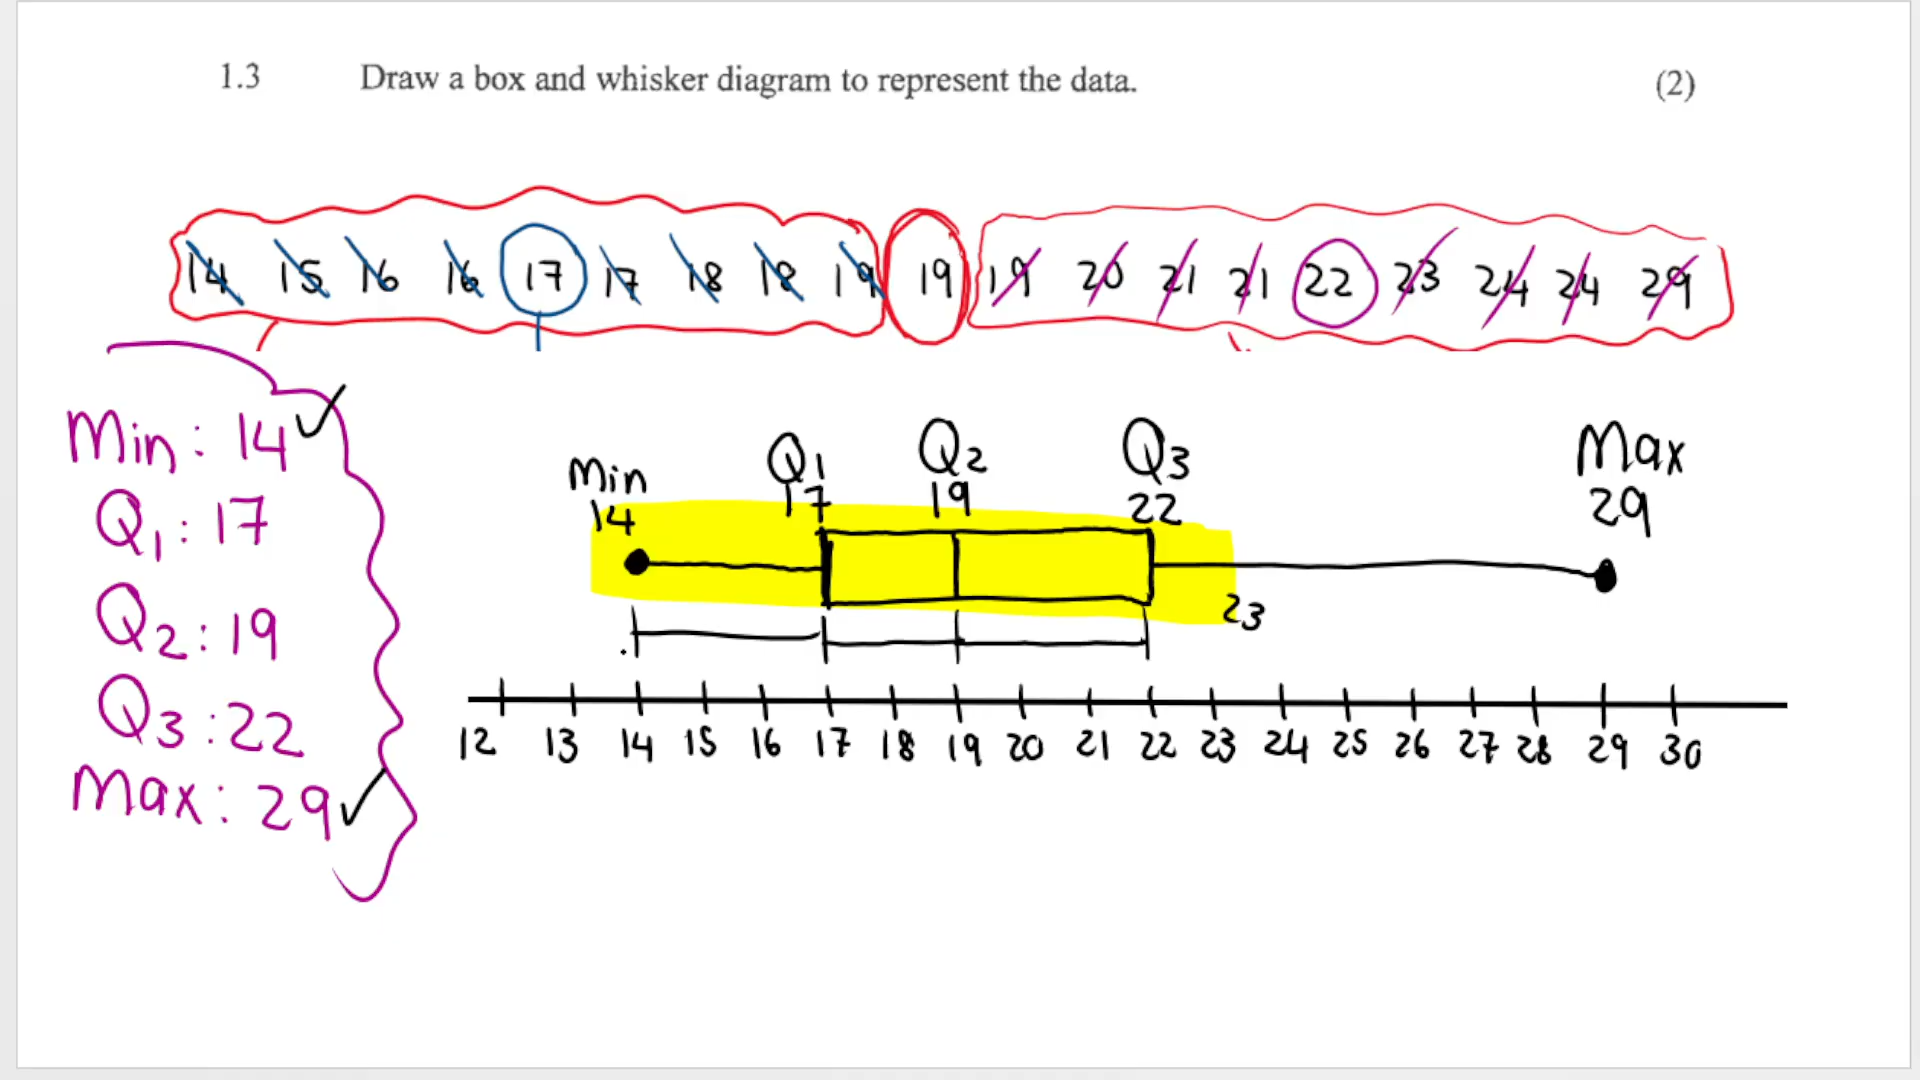 1.3 Draw a box and whisker diagram to represent the data. (2)
14 15 16 16 17 17 18 18 19 19 19 20 21 21 22 23 24 24 29
Min: 14
Q1: 17
Q2: 19
Q3: 22
Max: 29
Min Q1 Q2 Q3 Max
14 17 19 22 29
23
12 13 14 15 16 17 18 19 20 21 22 23 24 25 26 27 28 29 30